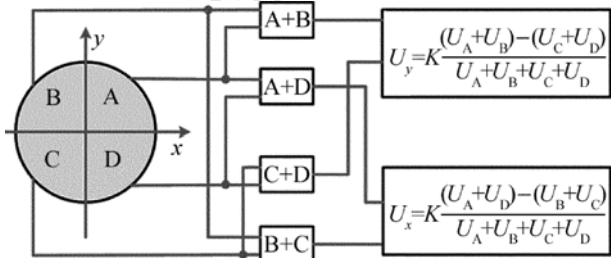 y
B A
x
C D
A+B
A+D
C+D
B+C
U_y=K (U_A+U_B)−(U_C+U_D) / U_A+U_B+U_C+U_D
U_x=K (U_A+U_D)−(U_B+U_C) / U_A+U_B+U_C+U_D